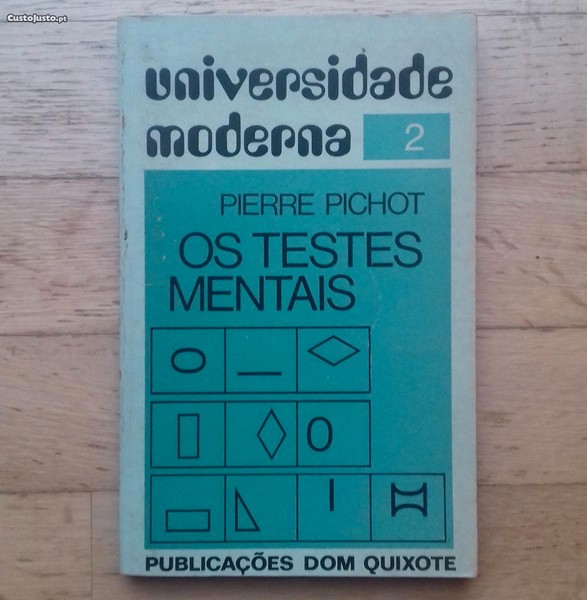 CustoJusto.pt
universidade
moderna 2
PIERRE PICHOT
OS TESTES
MENTAIS
PUBLICAÇÕES DOM QUIXOTE